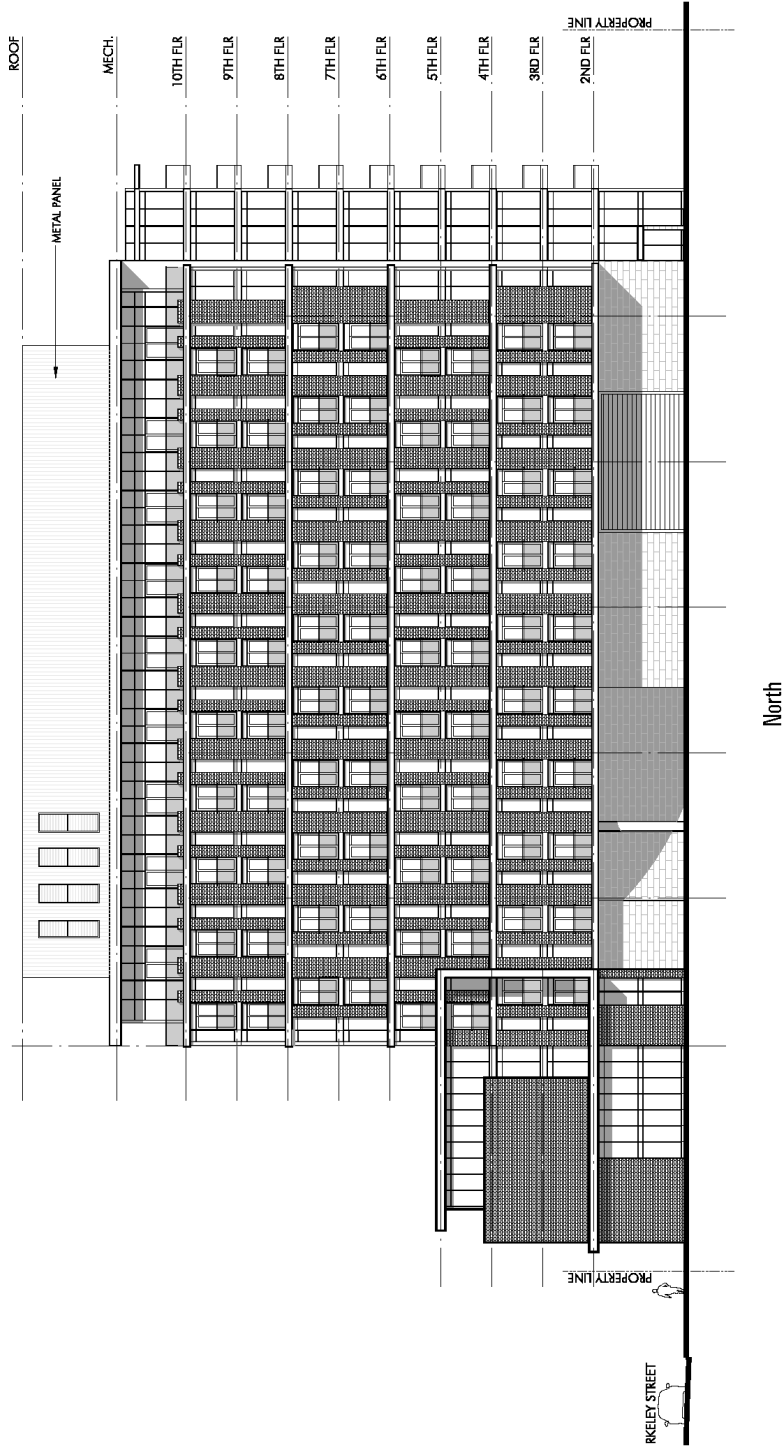 ROOF
METAL PANEL
MECH.
10TH FLR
9TH FLR
8TH FLR
7TH FLR
6TH FLR
5TH FLR
4TH FLR
3RD FLR
2ND FLR
PROPERTY LINE
PROPERTY LINE
RKELEY STREET
North